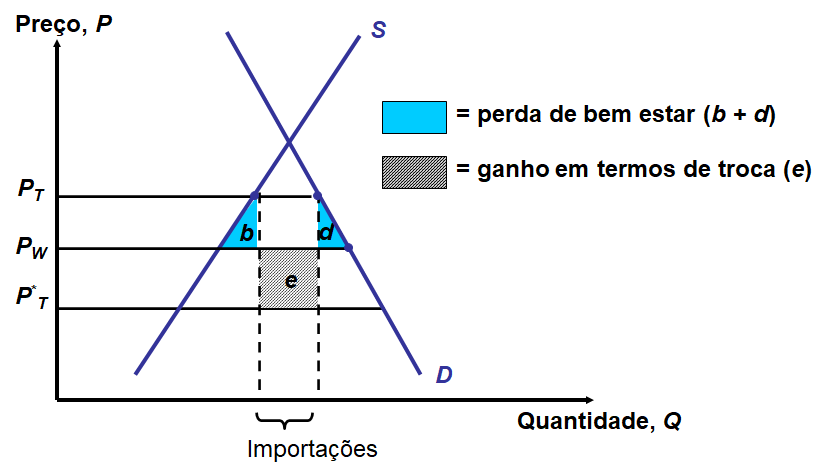 Preço, P
S
= perda de bem estar (b + d)
= ganho em termos de troca (e)
P_T
b
d
P_W
e
P*_T
D
Quantidade, Q
Importações